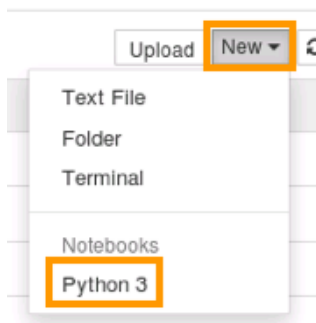 Upload New
Text File
Folder
Terminal
Notebooks
Python 3